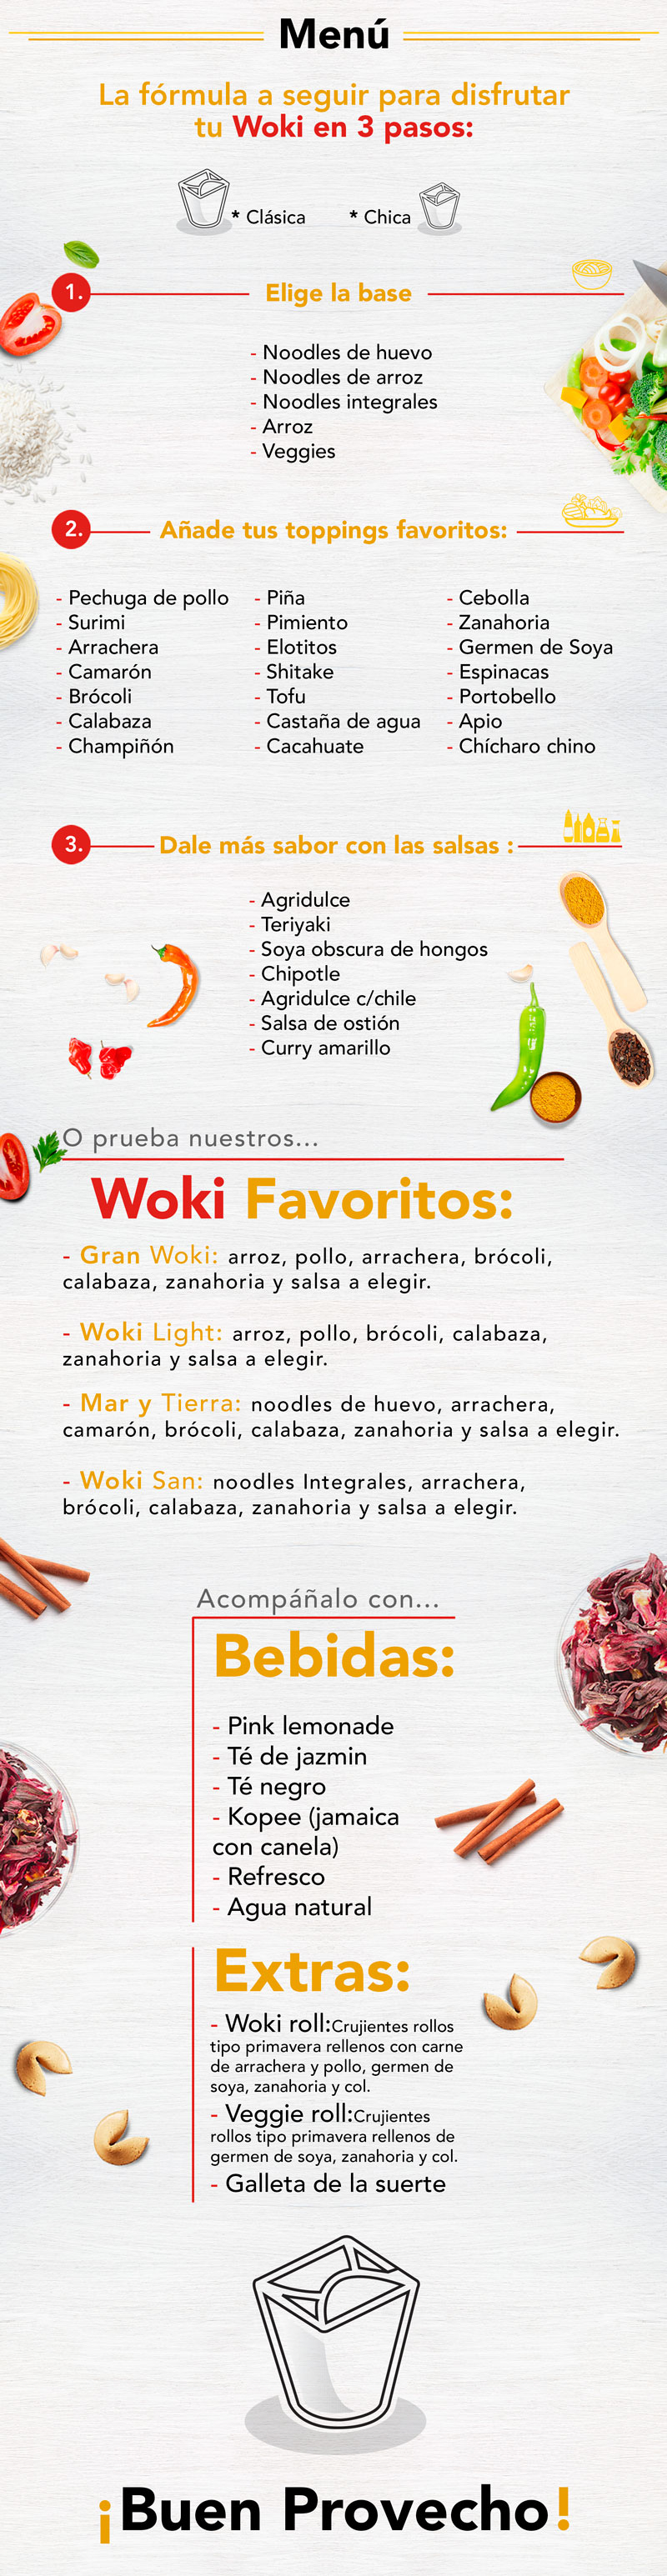 Menú
La fórmula a seguir para disfrutar
tu Woki en 3 pasos:
* Clásica
* Chica
1.
Elige la base
- Noodles de huevo
- Noodles de arroz
- Noodles integrales
- Arroz
- Veggies
2.
Añade tus toppings favoritos:
- Pechuga de pollo
- Surimi
- Arrachera
- Camarón
- Brócoli
- Calabaza
- Champiñón
- Piña
- Pimiento
- Elotitos
- Shitake
- Tofu
- Castaña de agua
- Cacahuate
- Cebolla
- Zanahoria
- Germen de Soya
- Espinacas
- Portobello
- Apio
- Chícharo chino
3.
Dale más sabor con las salsas :
- Agridulce
- Teriyaki
- Soya obscura de hongos
- Chipotle
- Agridulce c/chile
- Salsa de ostión
- Curry amarillo
O prueba nuestros...
Woki Favoritos:
- Gran Woki: arroz, pollo, arrachera, brócoli,
calabaza, zanahoria y salsa a elegir.
- Woki Light: arroz, pollo, brócoli, calabaza,
zanahoria y salsa a elegir.
- Mar y Tierra: noodles de huevo, arrachera,
camarón, brócoli, calabaza, zanahoria y salsa a elegir.
- Woki San: noodles Integrales, arrachera,
brócoli, calabaza, zanahoria y salsa a elegir.
Acompáñalo con...
Bebidas:
- Pink lemonade
- Té de jazmin
- Té negro
- Kopee (jamaica
con canela)
- Refresco
- Agua natural
Extras:
- Woki roll:Crujientes rollos
tipo primavera rellenos con carne
de arrachera y pollo, germen de
soya, zanahoria y col.
- Veggie roll:Crujientes
rollos tipo primavera rellenos de
germen de soya, zanahoria y col.
- Galleta de la suerte
¡Buen Provecho!